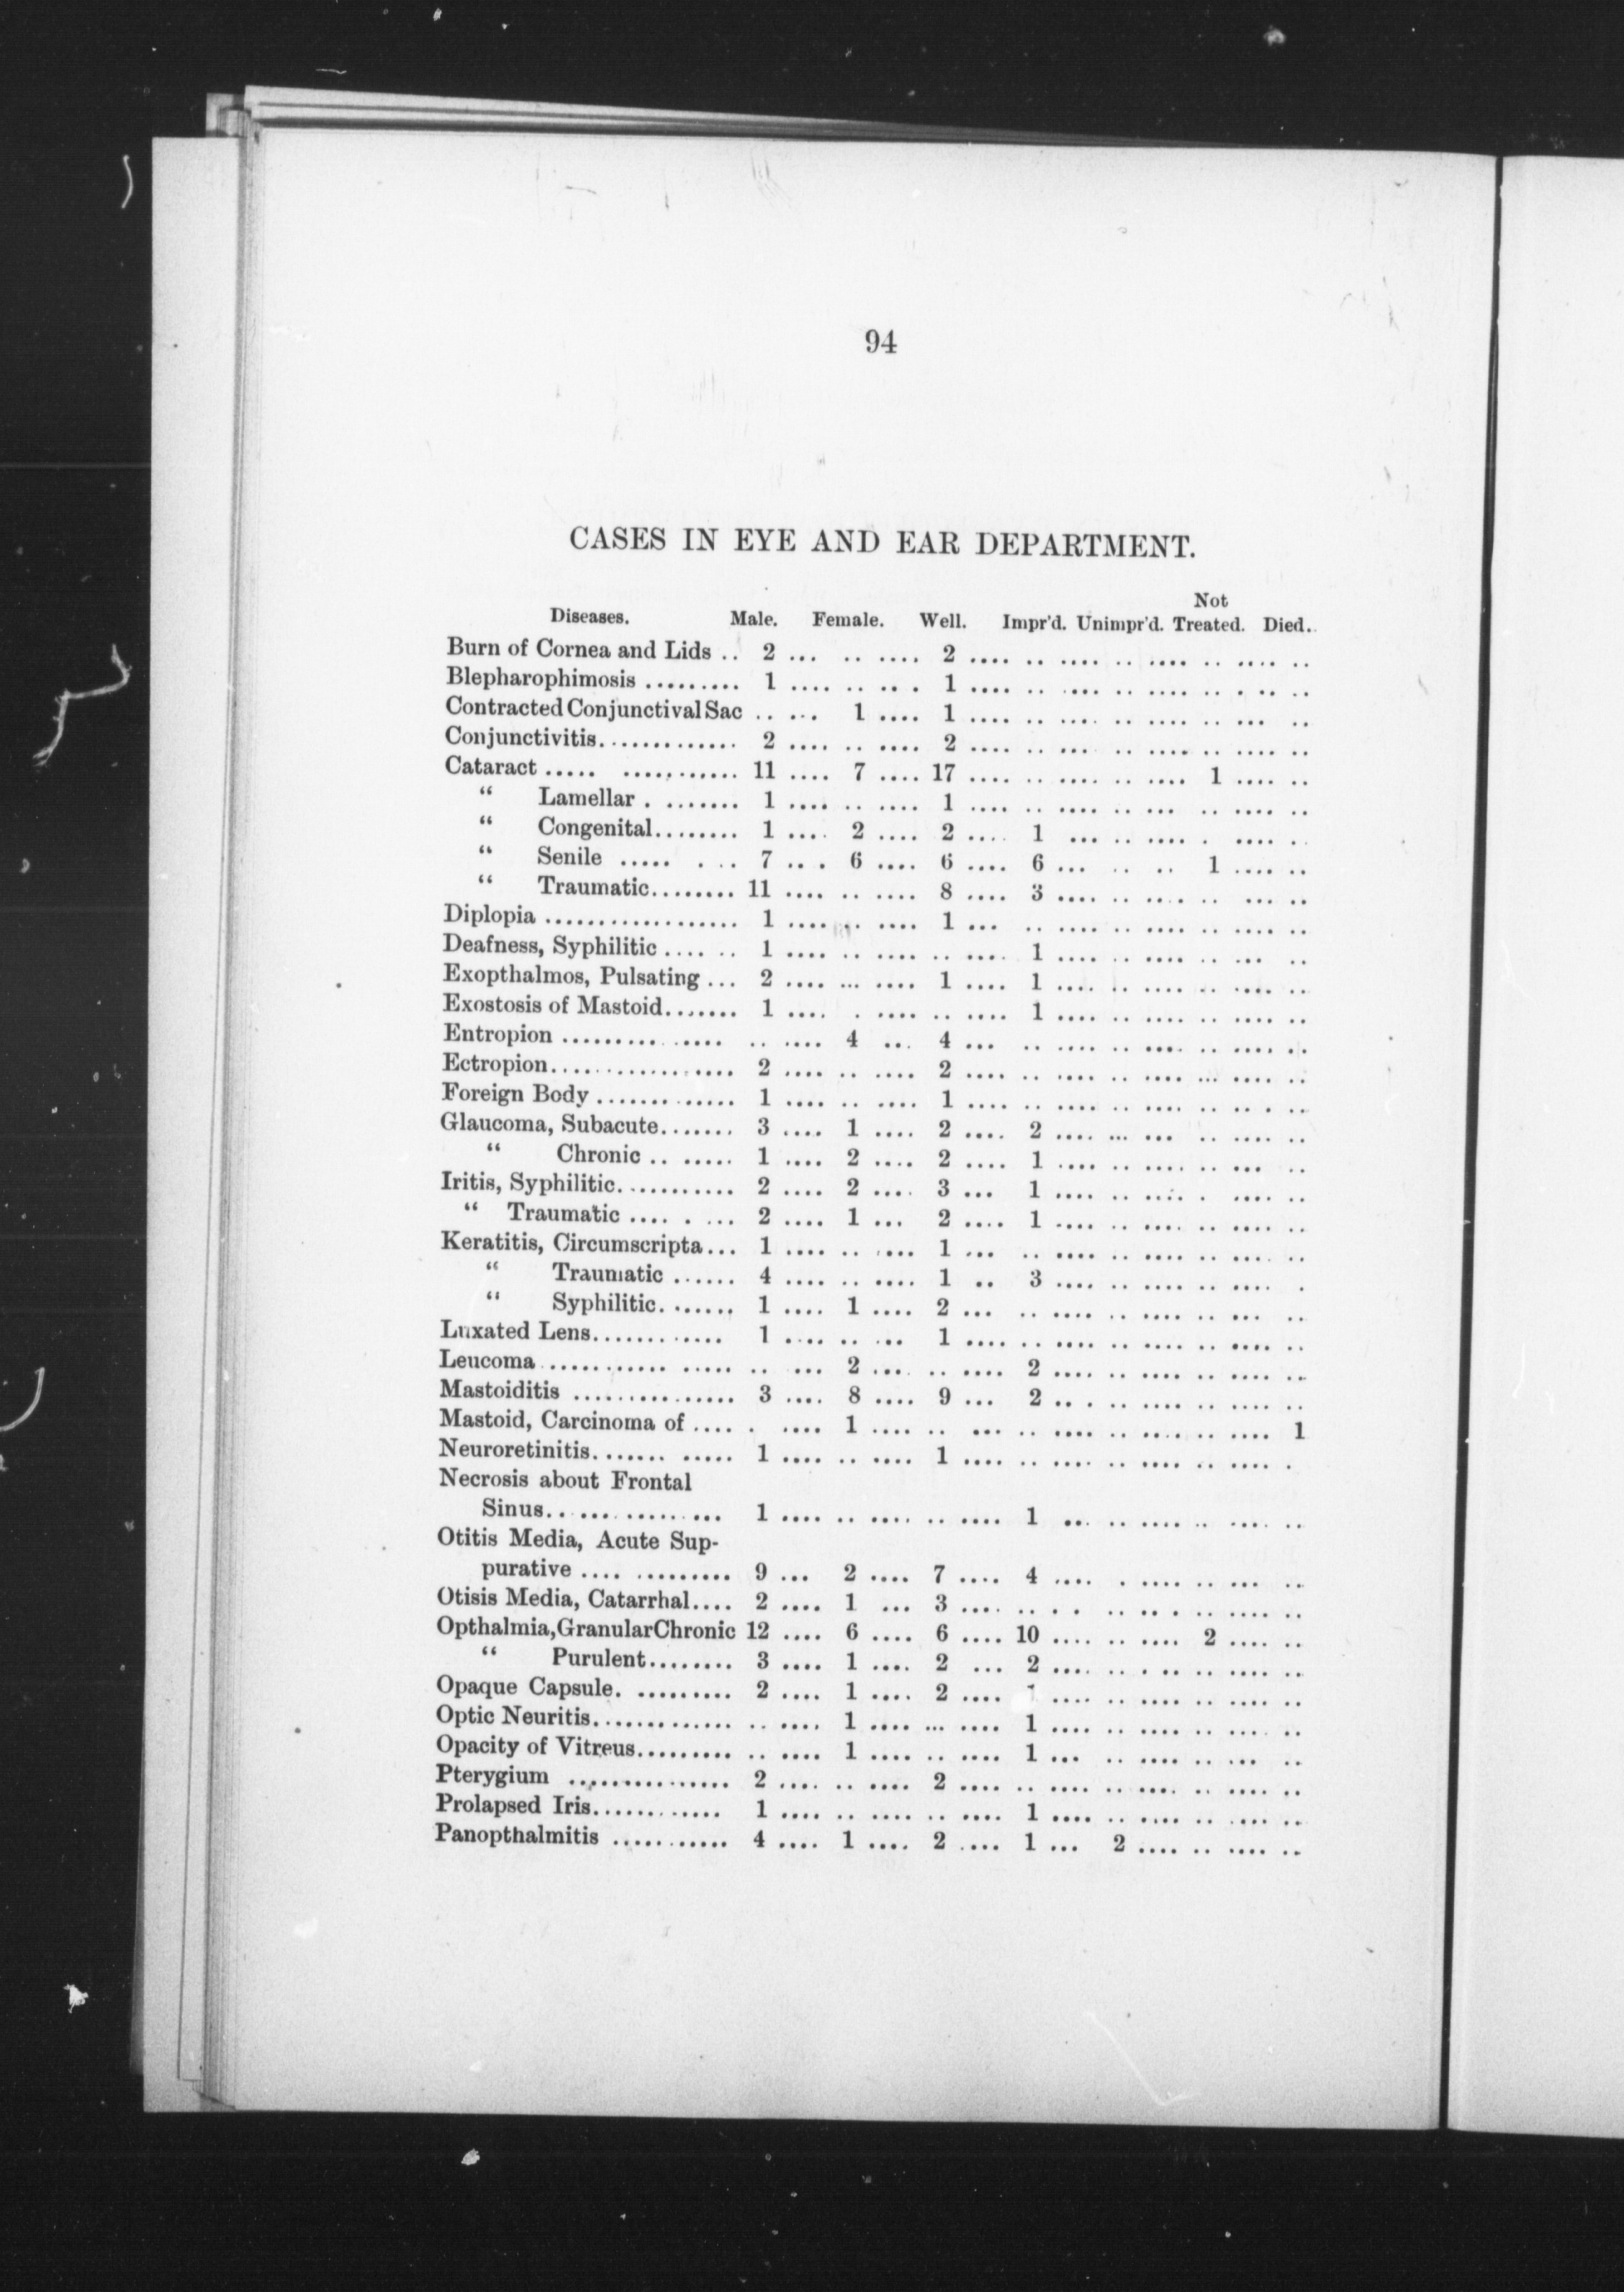 94
CASES IN EYE AND EAR DEPARTMENT.
Not
Diseases. Male. Female. Well. Impr'd. Unimpr'd. Treated. Died.
Burn of Cornea and Lids .. 2 ... .. .... 2 .... .. .... .. .... .. .... ..
Blepharophimosis ......... 1 .... .. .. . 1 .... .. .... .. .... .. . .. ..
Contracted Conjunctival Sac .. ... 1 .... 1 .... .. .... .. .... .. ... ..
Conjunctivitis............. 2 .... .. .... 2 .... .. .... .. .... .. .... ..
Cataract ..... ........... 11 .... 7 .... 17 .... .. .... .. .... 1 .... ..
“ Lamellar . ....... 1 .... .. .... 1 .... .. .... .. ... .. .... ..
“ Congenital........ 1 .... 2 .... 2 .... 1 ... .. .... . .... ..
“ Senile ..... . .. 7 .. . 6 .... 6 .... 6 ... .. .. 1 .... ..
“ Traumatic........ 11 .... .. .... 8 .... 3 .... .. .... .. ... ..
Diplopia .................. 1 .... .. .... 1 ... .. .... .. .... .. .... ..
Deafness, Syphilitic .... .. 1 .... .. .... .. .... 1 .... .. .... .. ... ..
Exopthalmos, Pulsating ... 2 .... ... .... 1 .... 1 .... .. .... .. .... ..
Exostosis of Mastoid....... 1 .... . .... .. .... 1 .... .. .... .. .... ..
Entropion ......... ..... .. .... 4 ... 4 ... .. .... .. .... .. .... ..
Ectropion................. 2 .... .. .... 2 .... .. .... .. .... ... .... ..
Foreign Body ............. 1 .... .. .... 1 .... .. .... .. .... .. .. . ..
Glaucoma, Subacute....... 3 .... 1 .... 2 .... 2 .... ... ... .. .... ..
“ Chronic .. ..... 1 .... 2 .... 2 .... 1 .... .. .... .. ... ..
Iritis, Syphilitic........... 2 .... 2 .... 3 ... 1 .... .. .... . .... ..
“ Traumatic .... . ... 2 .... 1 ... 2 .... 1 .... .. .... .. .... ..
Keratitis, Circumscripta... 1 .... .. .... 1 ... .. .... .. .... .. .... ..
“ Traumatic ...... 4 .... .. .... 1 .. 3 .... .. .... .. .... .
“ Syphilitic. ...... 1 .... 1 .... 2 ... .. .... .. .... .. ... ..
Luxated Lens............ 1 .... .. ... 1 .... .. .... .. .... .. .... ..
Leucoma ........... ..... .. ... 2 ... .. .... 2 .... .. .... .. .... ..
Mastoiditis ............... 3 .... 8 .... 9 ... 2 .. . .. .... .. .... ..
Mastoid, Carcinoma of .... . .... 1 .... .. ... .. .... .. .... .. .... 1
Neuroretinitis....... ..... 1 .... .. .... 1 .... .. .... .. .... .. .... .
Necrosis about Frontal
Sinus.. ... ......... ... 1 .... .. .... .. .... 1 ... .. .... .. .... ..
Otitis Media, Acute Sup-
purative .... ......... 9 ... 2 .... 7 .... 4 .... . .... .. ... ..
Otisis Media, Catarrhal.... 2 .... 1 ... 3 .... .. . . .. .. . .. .... ..
Opthalmia, Granular Chronic 12 .... 6 .... 6 .... 10 .... .. .... 2 .... ..
“ Purulent........ 3 .... 1 .... 2 ... 2 .... .. . .. .. .... ..
Opaque Capsule. ......... 2 .... 1 .... 2 .... 1 .... .. .... .. .... ..
Optic Neuritis............. .. .... 1 .... ... .... 1 .... .. .... .. .... ..
Opacity of Vitreus......... .. .... 1 .... .. .... 1 ... .. .... .. ... ..
Pterygium ............... 2 .... .. .... 2 .... .. .... .. .... .. .... ..
Prolapsed Iris............ 1 .... .. .... .. .... 1 .... .. .... .. .... ..
Panopthalmitis ........... 4 .... 1 .... 2 .... 1 ... 2 .... .. .... ..